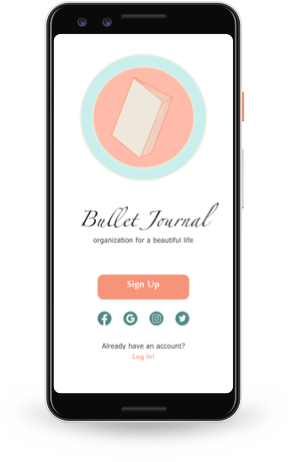 Bullet Journal
organization for a beautiful life
Sign Up
Already have an account?
Log In!